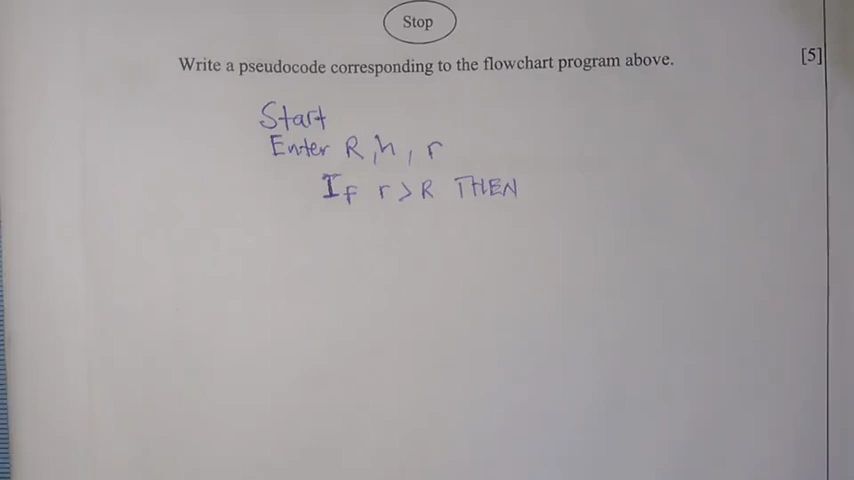 Stop
Write a pseudocode corresponding to the flowchart program above. [5]
Start
Enter R, h, r
If r > R THEN